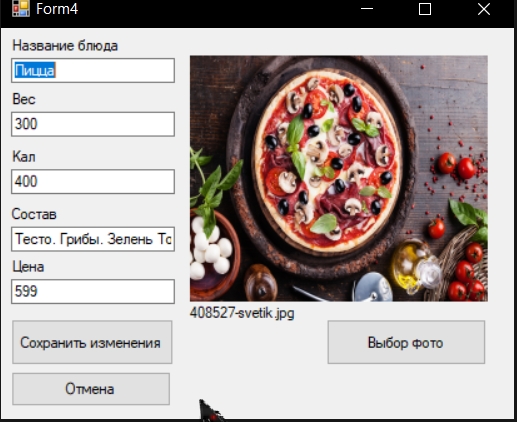 Form4
Название блюда
Пицца
Вес
300
Кал
400
Состав
Тесто. Грибы. Зелень То
Цена
599
408527-svetik.jpg
Сохранить изменения
Выбор фото
Отмена